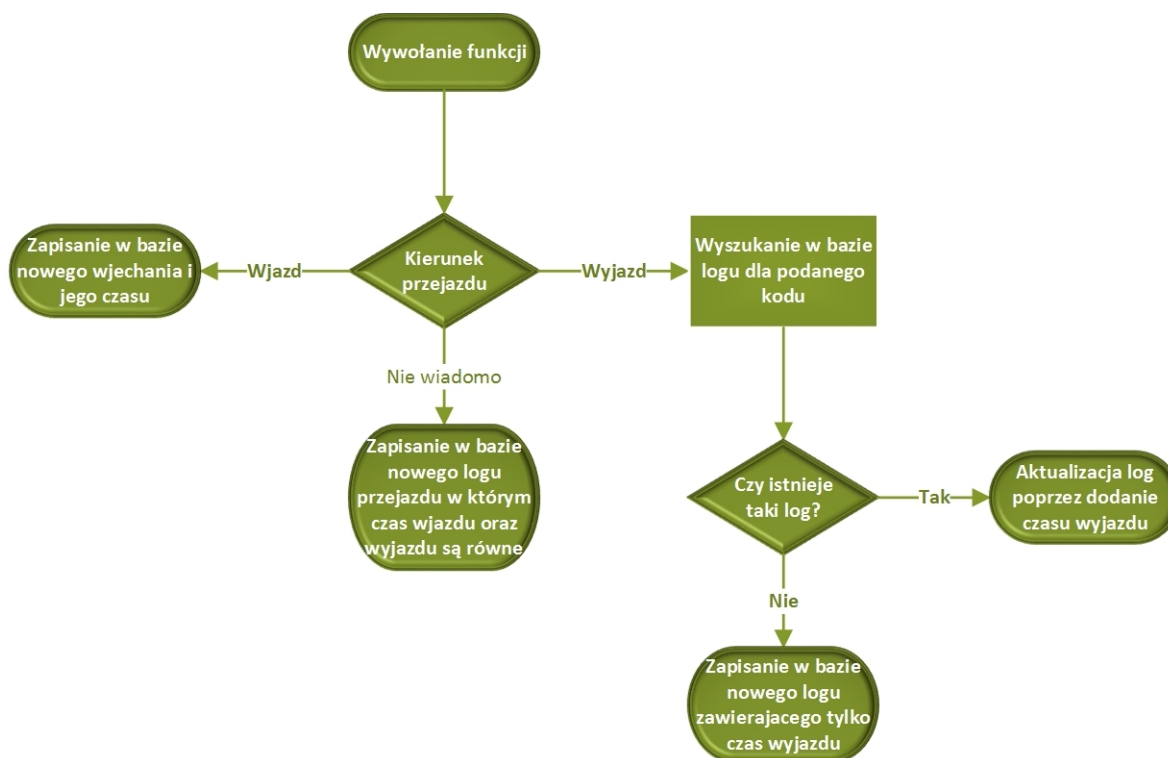 Wywołanie funkcji
Zapisanie w bazie
nowego wjechania i
jego czasu
Wjazd
Kierunek
przejazdu
Wyjazd
Wyszukanie w bazie
logu dla podanego
kodu
Nie wiadomo
Zapisanie w bazie
nowego logu
przejazdu w którym
czas wjazdu oraz
wyjazdu są równe
Czy istnieje
taki log?
Tak
Aktualizacja log
poprzez dodanie
czasu wyjazdu
Nie
Zapisanie w bazie
nowego logu
zawierajacego tylko
czas wyjazdu